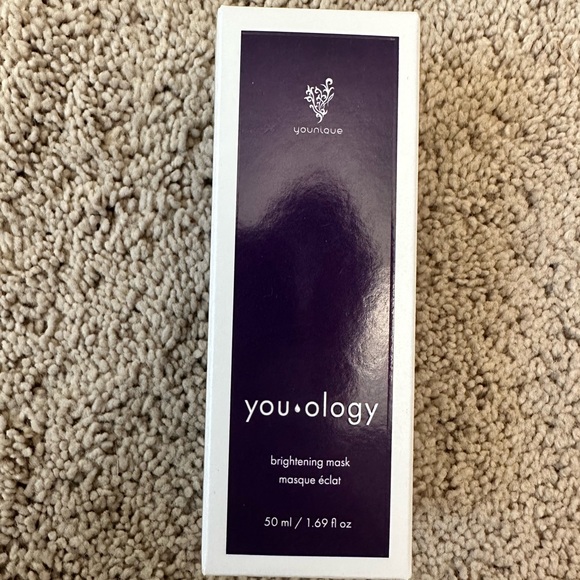 younique
you•ology
brightening mask
masque éclat
50 ml / 1.69 fl oz